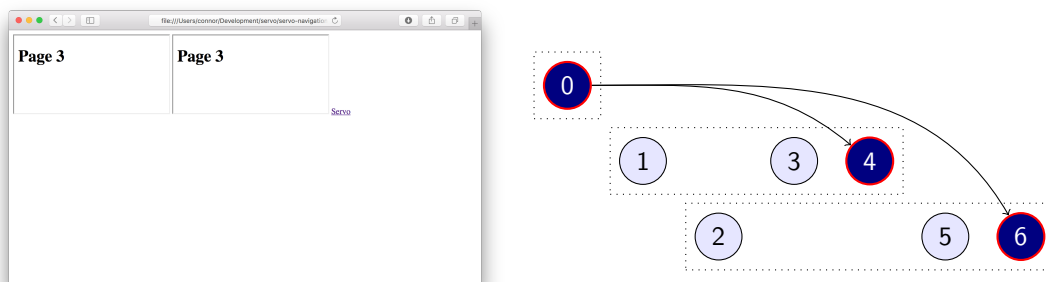 file:///Users/connor/Development/servo/servo-navigation
Page 3 Page 3
Servo
0
1 3 4
2 5 6